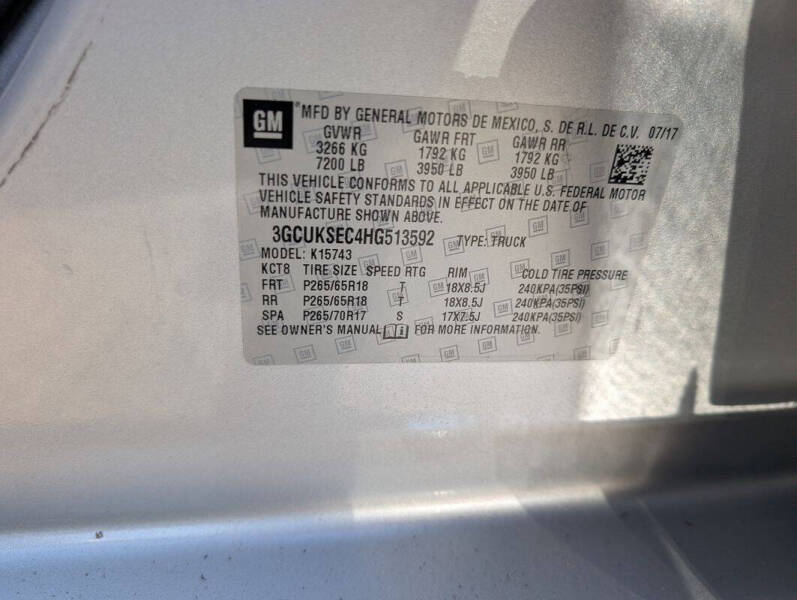 GM ®MFD BY GENERAL MOTORS DE MEXICO, S. DE R.L. DE C.V. 07/17
GVWR GAWR FRT GAWR RR
3266 KG 1792 KG 1792 KG
7200 LB 3950 LB 3950 LB
THIS VEHICLE CONFORMS TO ALL APPLICABLE U.S. FEDERAL MOTOR
VEHICLE SAFETY STANDARDS IN EFFECT ON THE DATE OF
MANUFACTURE SHOWN ABOVE.
3GCUKSEC4HG513592 TYPE: TRUCK
MODEL: K15743
KCT8 TIRE SIZE SPEED RTG RIM COLD TIRE PRESSURE
FRT P265/65R18 T 18X8.5J 240KPA(35PSI)
RR P265/65R18 T 18X8.5J 240KPA(35PSI)
SPA P265/70R17 S 17X7.5J 240KPA(35PSI)
SEE OWNER'S MANUAL FOR MORE INFORMATION.